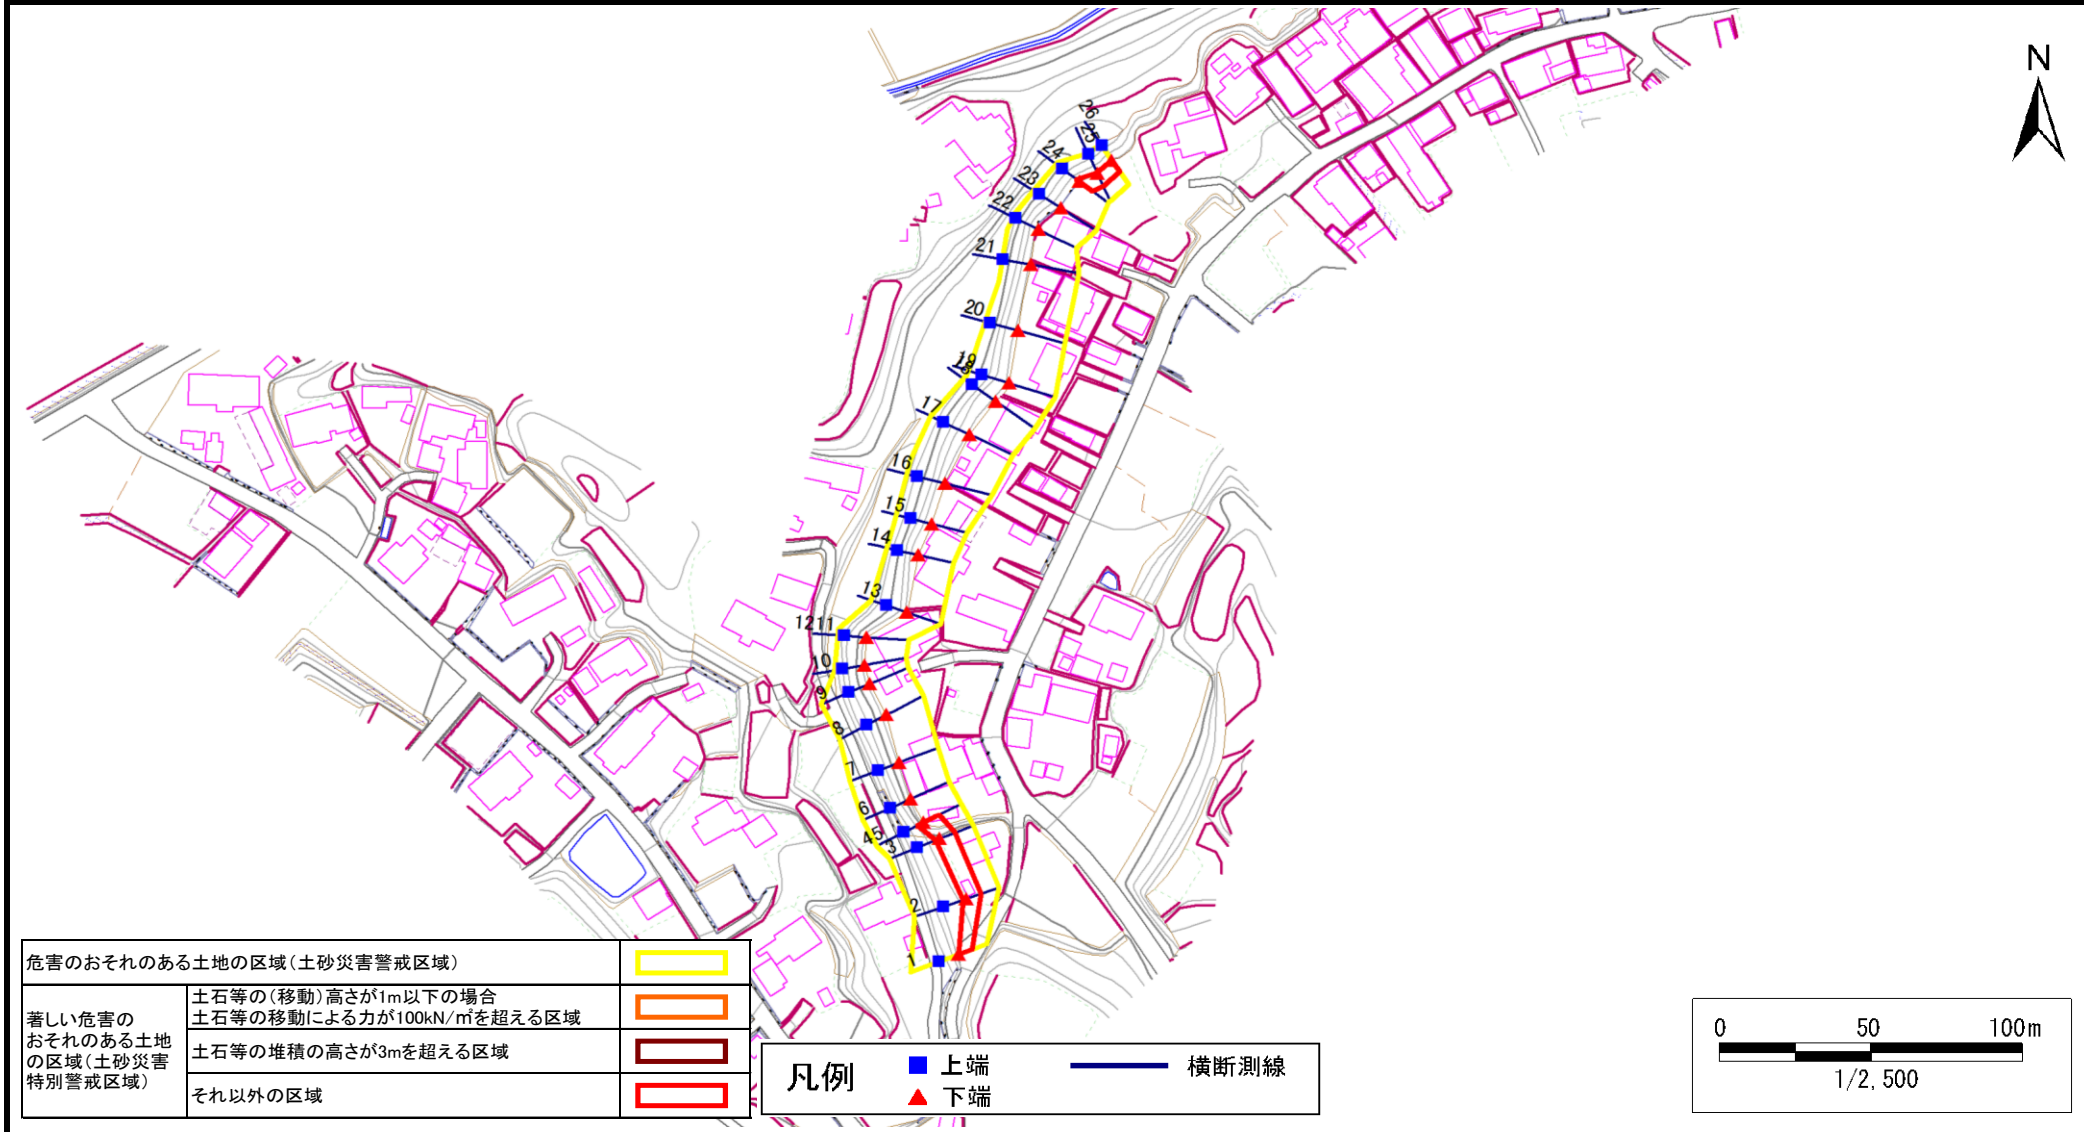 N
26
25
24
23
22
21
20
19
18
17
16
15
14
13
1211
10
9
8
7
6
45
3
2
1
危害のおそれのある土地の区域(土砂災害警戒区域)
著しい危害の
おそれのある土地
の区域(土砂災害
特別警戒区域)
土石等の(移動)高さが1m以下の場合
土石等の移動による力が100kN/㎡を超える区域
土石等の堆積の高さが3mを超える区域
それ以外の区域
凡例
上端
下端
横断測線
0 50 100m
1/2,500